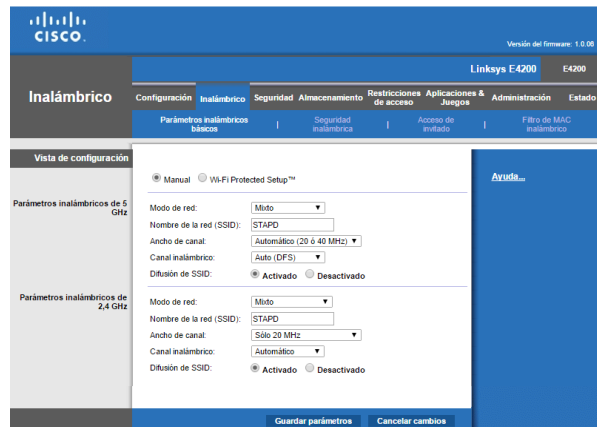 CISCO.
Versión del firmware: 1.0.06
Linksys E4200 E4200
Inalámbrico
Configuración Inalámbrico Seguridad Almacenamiento Restricciones de acceso Aplicaciones & Juegos Administración Estado
Parámetros inalámbricos básicos | Seguridad inalámbrica | Acceso de invitado | Filtro de MAC inalámbrico
Vista de configuración
Manual Wi-Fi Protected Setup™
Ayuda...
Parámetros inalámbricos de 5
GHz
Modo de red: Mixto
Nombre de la red (SSID): STAPD
Ancho de canal: Automático (20 ó 40 MHz)
Canal inalámbrico: Auto (DFS)
Difusión de SSID: Activado Desactivado
Parámetros inalámbricos de
2,4 GHz
Modo de red: Mixto
Nombre de la red (SSID): STAPD
Ancho de canal: Sólo 20 MHz
Canal inalámbrico: Automático
Difusión de SSID: Activado Desactivado
Guardar parámetros Cancelar cambios